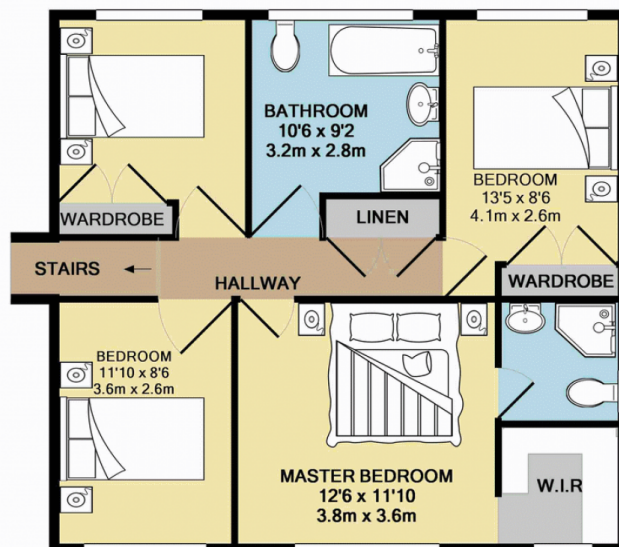 BATHROOM
10'6 x 9'2
3.2m x 2.8m
BEDROOM
13'5 x 8'6
4.1m x 2.6m
WARDROBE
LINEN
STAIRS
HALLWAY
WARDROBE
BEDROOM
11'10 x 8'6
3.6m x 2.6m
MASTER BEDROOM
12'6 x 11'10
3.8m x 3.6m
W.I.R